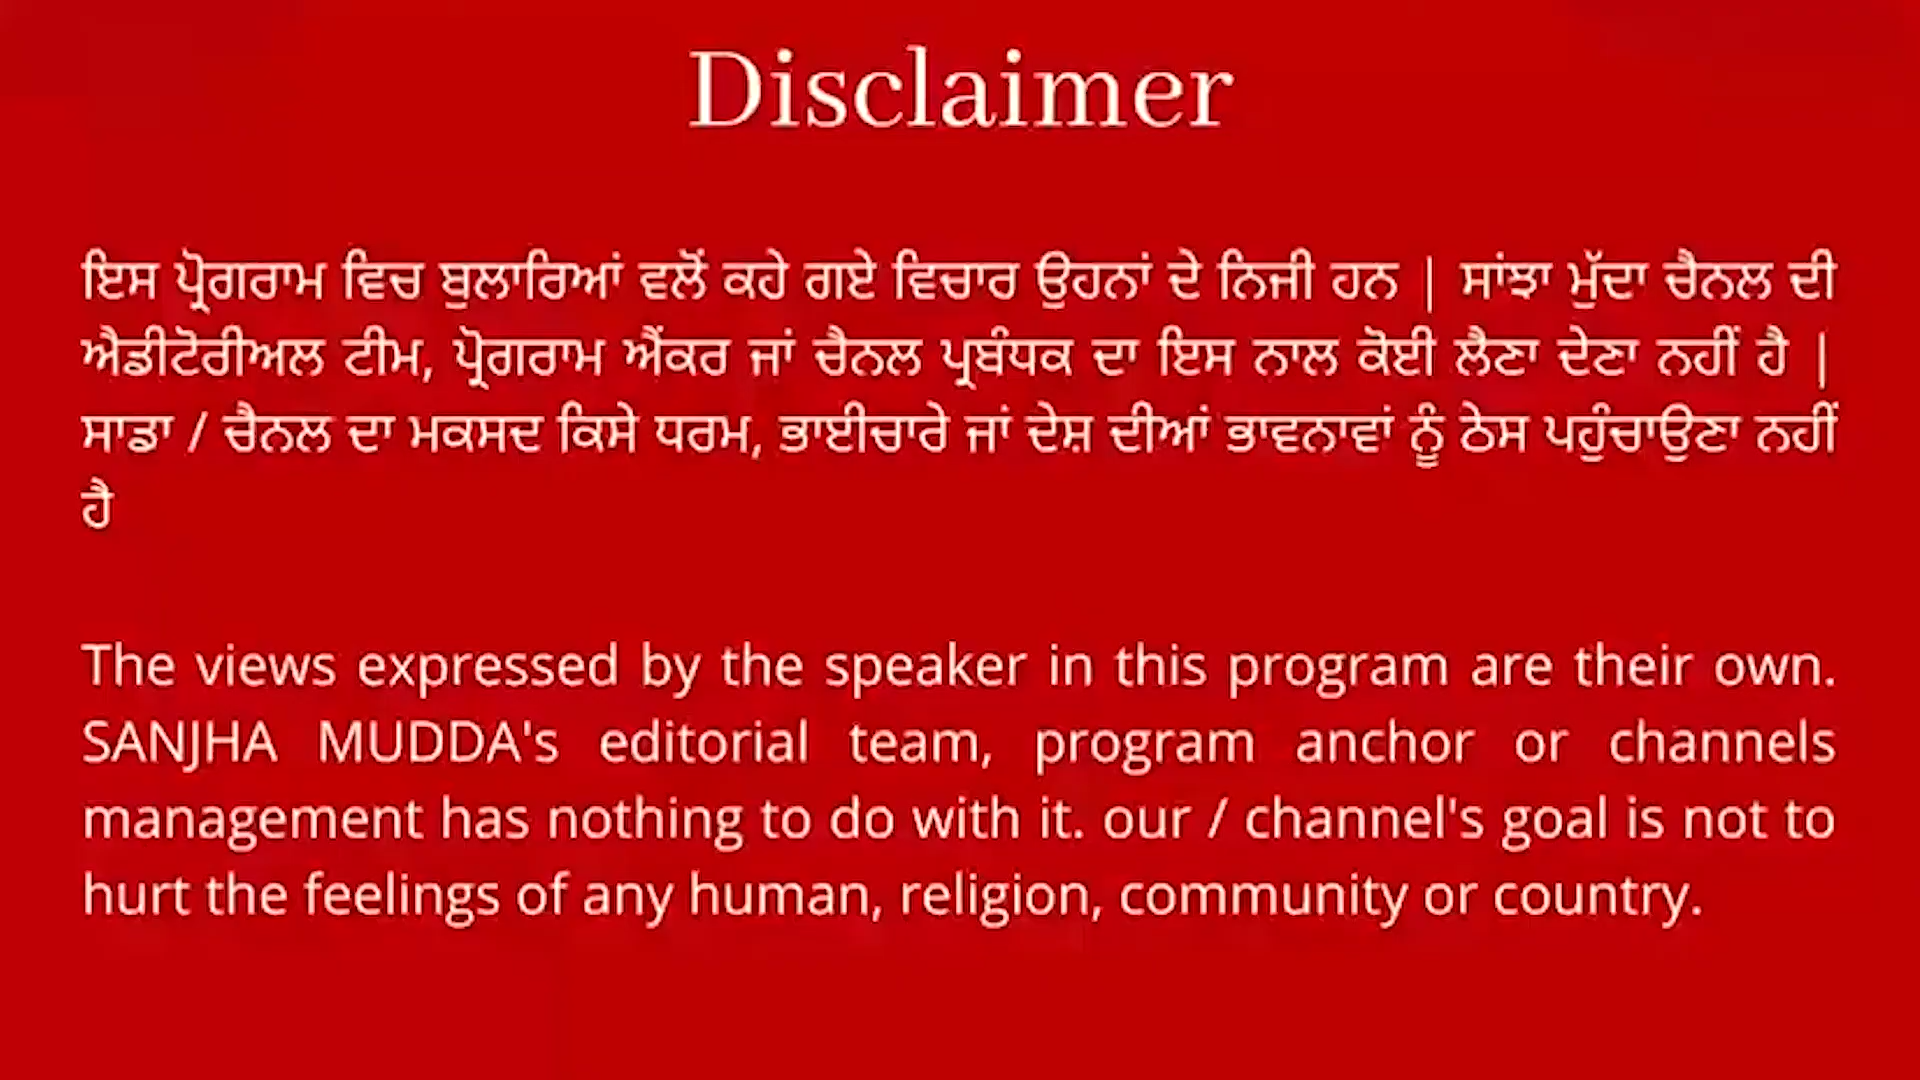 Disclaimer
ਇਸ ਪ੍ਰੋਗਰਾਮ ਵਿਚ ਬੁਲਾਰਿਆਂ ਵਲੋਂ ਕਹੇ ਗਏ ਵਿਚਾਰ ਉਹਨਾਂ ਦੇ ਨਿਜੀ ਹਨ | ਸਾਂਝਾ ਮੁੱਦਾ ਚੈਨਲ ਦੀ
ਐਡੀਟੋਰੀਅਲ ਟੀਮ, ਪ੍ਰੋਗਰਾਮ ਐਂਕਰ ਜਾਂ ਚੈਨਲ ਪ੍ਰਬੰਧਕ ਦਾ ਇਸ ਨਾਲ ਕੋਈ ਲੈਣਾ ਦੇਣਾ ਨਹੀਂ ਹੈ |
ਸਾਡਾ / ਚੈਨਲ ਦਾ ਮਕਸਦ ਕਿਸੇ ਧਰਮ, ਭਾਈਚਾਰੇ ਜਾਂ ਦੇਸ਼ ਦੀਆਂ ਭਾਵਨਾਵਾਂ ਨੂੰ ਠੇਸ ਪਹੁੰਚਾਉਣਾ ਨਹੀਂ
ਹੈ
The views expressed by the speaker in this program are their own.
SANJHA MUDDA's editorial team, program anchor or channels
management has nothing to do with it. our / channel's goal is not to
hurt the feelings of any human, religion, community or country.